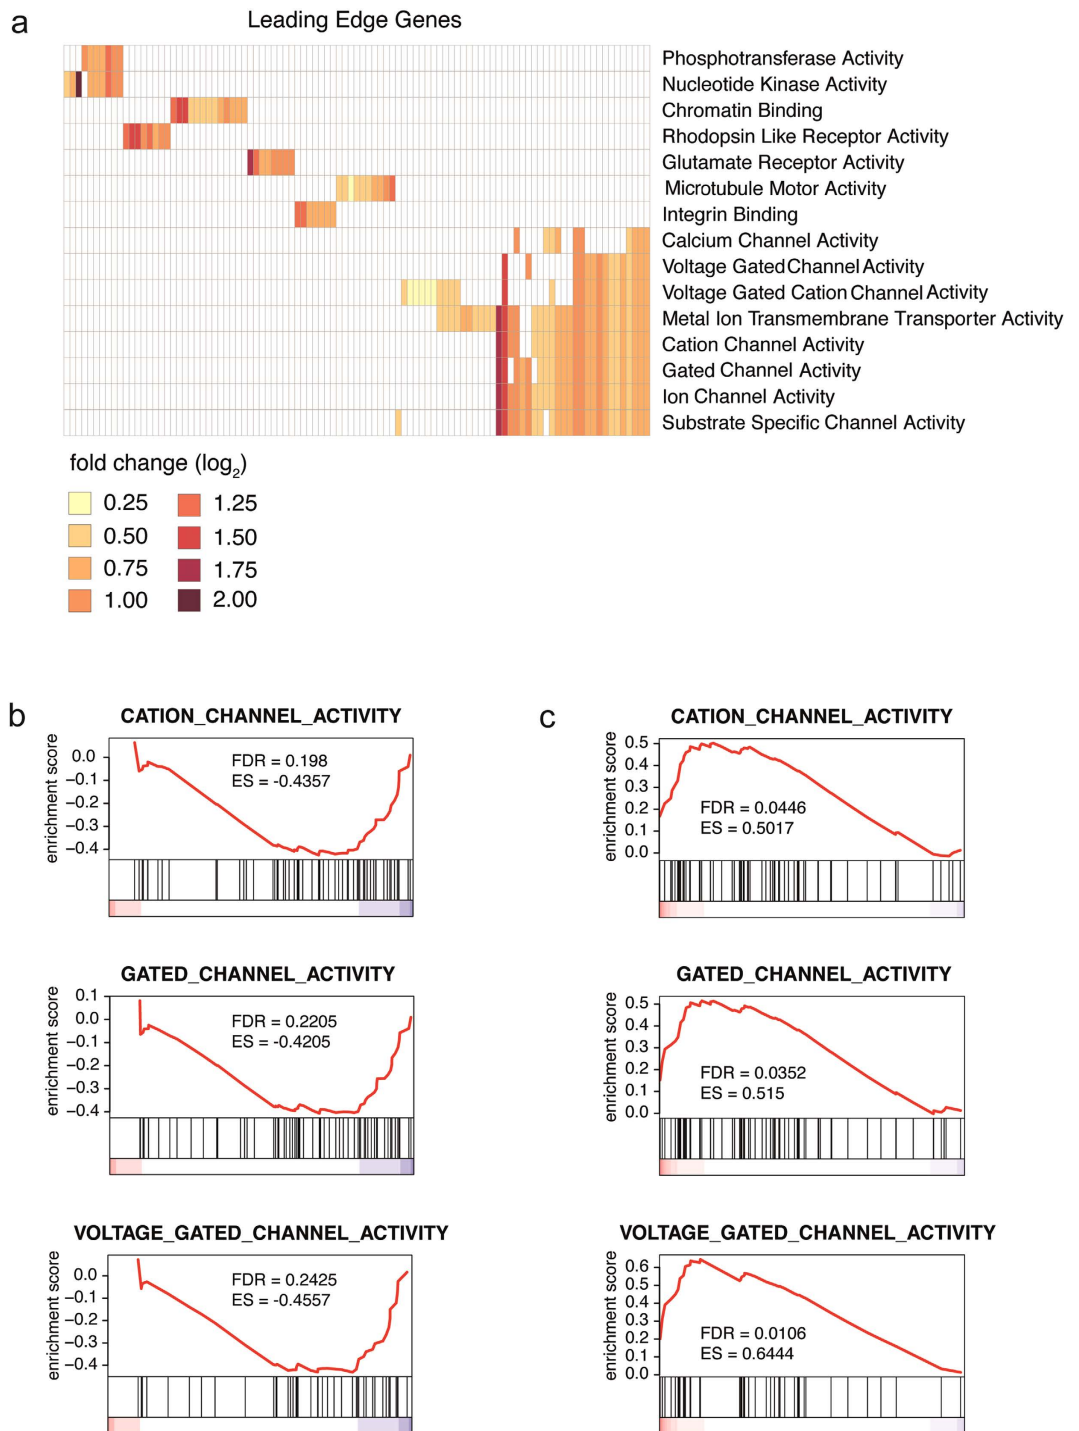 a
Leading Edge Genes
Phosphotransferase Activity
Nucleotide Kinase Activity
Chromatin Binding
Rhodopsin Like Receptor Activity
Glutamate Receptor Activity
Microtubule Motor Activity
Integrin Binding
Calcium Channel Activity
Voltage Gated Channel Activity
Voltage Gated Cation Channel Activity
Metal Ion Transmembrane Transporter Activity
Cation Channel Activity
Gated Channel Activity
Ion Channel Activity
Substrate Specific Channel Activity
fold change (log2)
0.25 1.25
0.50 1.50
0.75 1.75
1.00 2.00
b
CATION_CHANNEL_ACTIVITY
enrichment score
0.0
−0.1
−0.2
−0.3
−0.4
FDR = 0.198
ES = -0.4357
GATED_CHANNEL_ACTIVITY
enrichment score
0.1
0.0
−0.1
−0.2
−0.3
−0.4
FDR = 0.2205
ES = -0.4205
VOLTAGE_GATED_CHANNEL_ACTIVITY
enrichment score
0.0
−0.1
−0.2
−0.3
−0.4
FDR = 0.2425
ES = -0.4557
c
CATION_CHANNEL_ACTIVITY
enrichment score
0.5
0.4
0.3
0.2
0.1
0.0
FDR = 0.0446
ES = 0.5017
GATED_CHANNEL_ACTIVITY
enrichment score
0.5
0.4
0.3
0.2
0.1
0.0
FDR = 0.0352
ES = 0.515
VOLTAGE_GATED_CHANNEL_ACTIVITY
enrichment score
0.6
0.5
0.4
0.3
0.2
0.1
0.0
FDR = 0.0106
ES = 0.6444